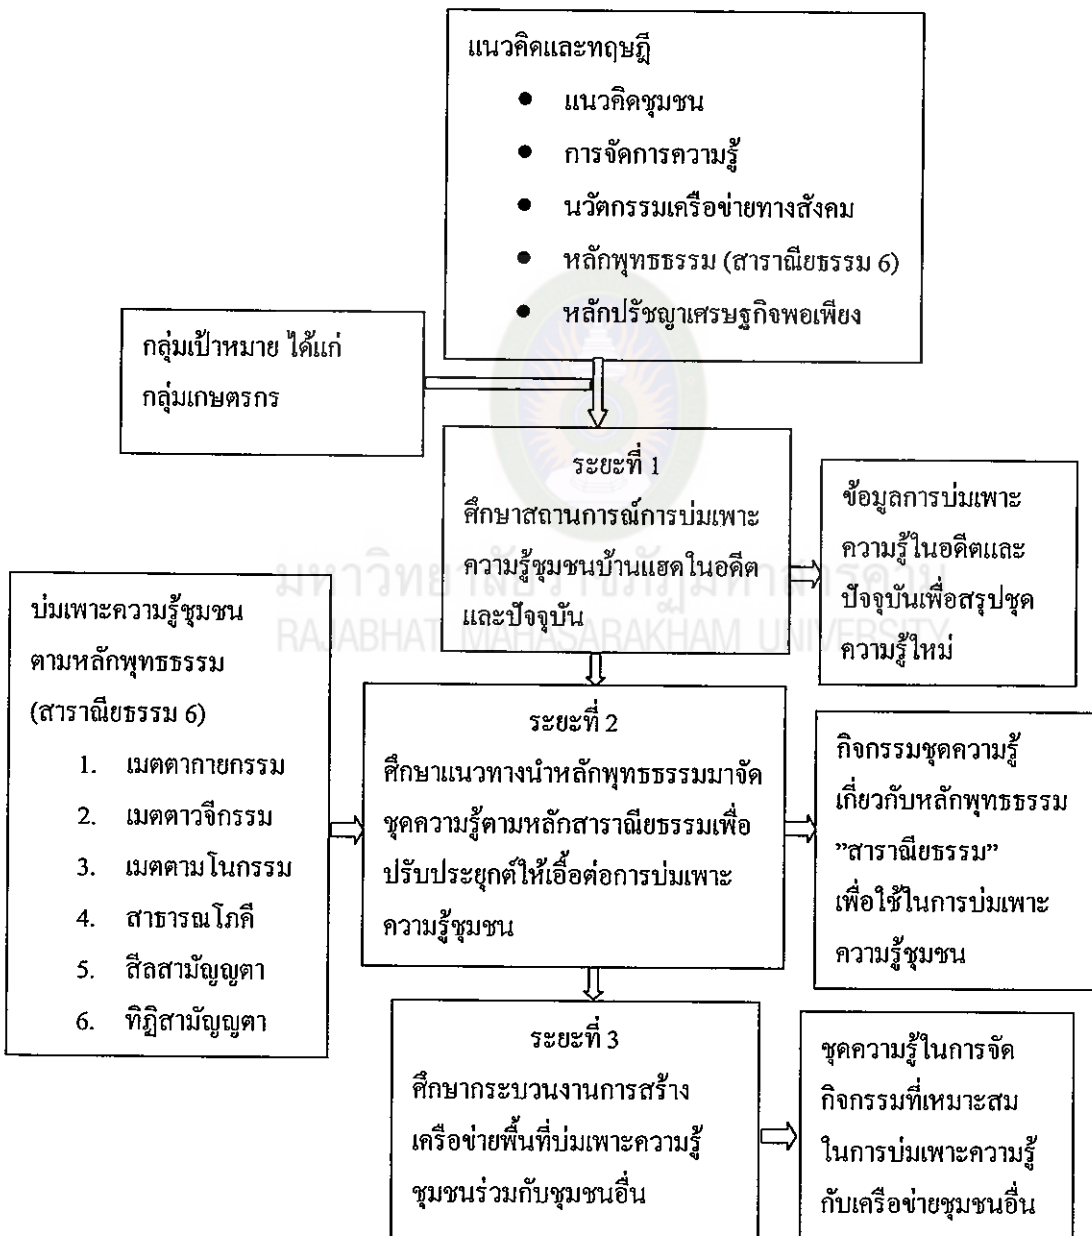 แนวคิดและทฤษฎี
● แนวคิดชุมชน
● การจัดการความรู้
● นวัตกรรมเครือข่ายทางสังคม
● หลักพุทธธรรม (สาราณียธรรม 6)
● หลักปรัชญาเศรษฐกิจพอเพียง
กลุ่มเป้าหมาย ได้แก่
กลุ่มเกษตรกร
ระยะที่ 1
ศึกษาสถานการณ์การบ่มเพาะ
ความรู้ชุมชนบ้านแฮดในอดีต
และปัจจุบัน
ข้อมูลการบ่มเพาะ
ความรู้ในอดีตและ
ปัจจุบันเพื่อสรุปชุด
ความรู้ใหม่
มหาวิทยาลัยราชภัฏมหาสารคาม
RAJABHAT MAHASARAKHAM UNIVERSITY
บ่มเพาะความรู้ชุมชน
ตามหลักพุทธธรรม
(สาราณียธรรม 6)
1. เมตตากายกรรม
2. เมตตาวจีกรรม
3. เมตตามโนกรรม
4. สาธารณโภคี
5. สีลสามัญญตา
6. ทิฏิสามัญญตา
ระยะที่ 2
ศึกษาแนวทางนำหลักพุทธธรรมมาจัด
ชุดความรู้ตามหลักสาราณียธรรมเพื่อ
ปรับประยุกต์ให้เอื้อต่อการบ่มเพาะ
ความรู้ชุมชน
กิจกรรมชุดความรู้
เกี่ยวกับหลักพุทธธรรม
”สาราณียธรรม”
เพื่อใช้ในการบ่มเพาะ
ความรู้ชุมชน
ระยะที่ 3
ศึกษากระบวนงานการสร้าง
เครือข่ายพื้นที่บ่มเพาะความรู้
ชุมชนร่วมกับชุมชนอื่น
ชุดความรู้ในการจัด
กิจกรรมที่เหมาะสม
ในการบ่มเพาะความรู้
กับเครือข่ายชุมชนอื่น